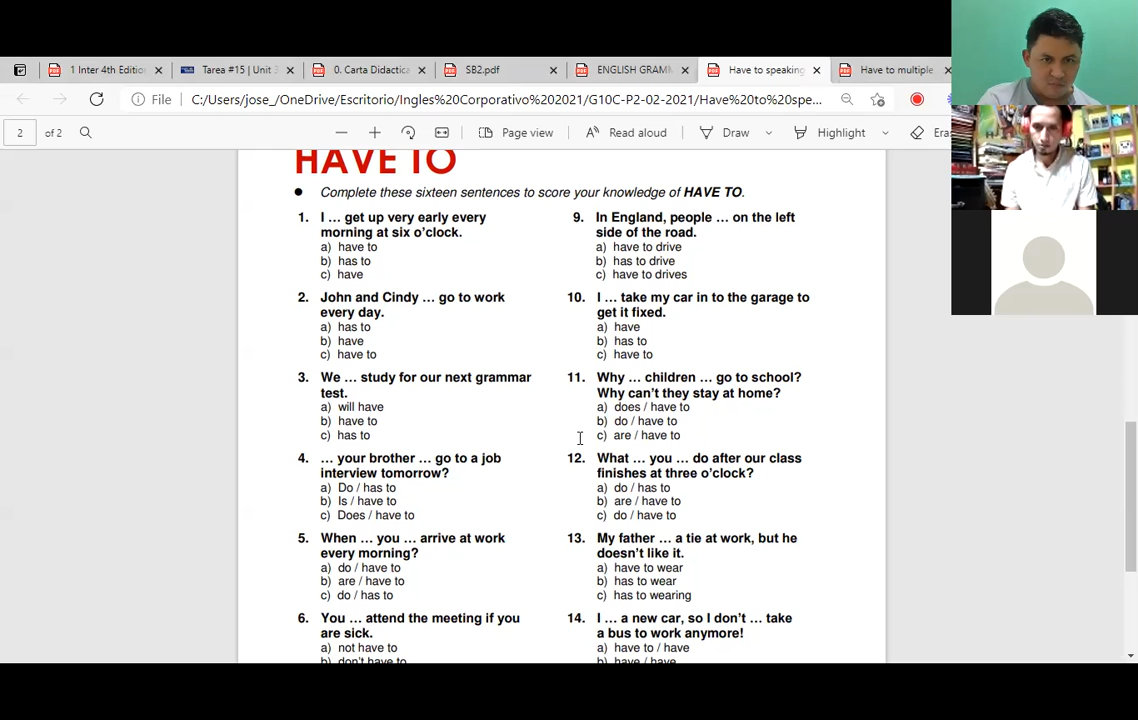 1 Inter 4th Edition
Tarea #15 | Unit 3
0. Carta Didactica
SB2.pdf
ENGLISH GRAMM
Have to speaking
Have to multiple
File
C:/Users/jose_/OneDrive/Escritorio/Ingles%20Corporativo%202021/G10C-P2-02-2021/Have%20to%20spe...
2 of 2
Page view
Read aloud
Draw
Highlight
Eras
HAVE TO
• Complete these sixteen sentences to score your knowledge of HAVE TO.
1. I ... get up very early every
morning at six o'clock.
a) have to
b) has to
c) have
2. John and Cindy ... go to work
every day.
a) has to
b) have
c) have to
3. We ... study for our next grammar
test.
a) will have
b) have to
c) has to
4. ... your brother ... go to a job
interview tomorrow?
a) Do / has to
b) Is / have to
c) Does / have to
5. When ... you ... arrive at work
every morning?
a) do / have to
b) are / have to
c) do / has to
6. You ... attend the meeting if you
are sick.
a) not have to
b) don't have to
9. In England, people ... on the left
side of the road.
a) have to drive
b) has to drive
c) have to drives
10. I ... take my car in to the garage to
get it fixed.
a) have
b) has to
c) have to
11. Why ... children ... go to school?
Why can't they stay at home?
a) does / have to
b) do / have to
c) are / have to
12. What ... you ... do after our class
finishes at three o'clock?
a) do / has to
b) are / have to
c) do / have to
13. My father ... a tie at work, but he
doesn't like it.
a) have to wear
b) has to wear
c) has to wearing
14. I ... a new car, so I don't ... take
a bus to work anymore!
a) have to / have
b) have / have